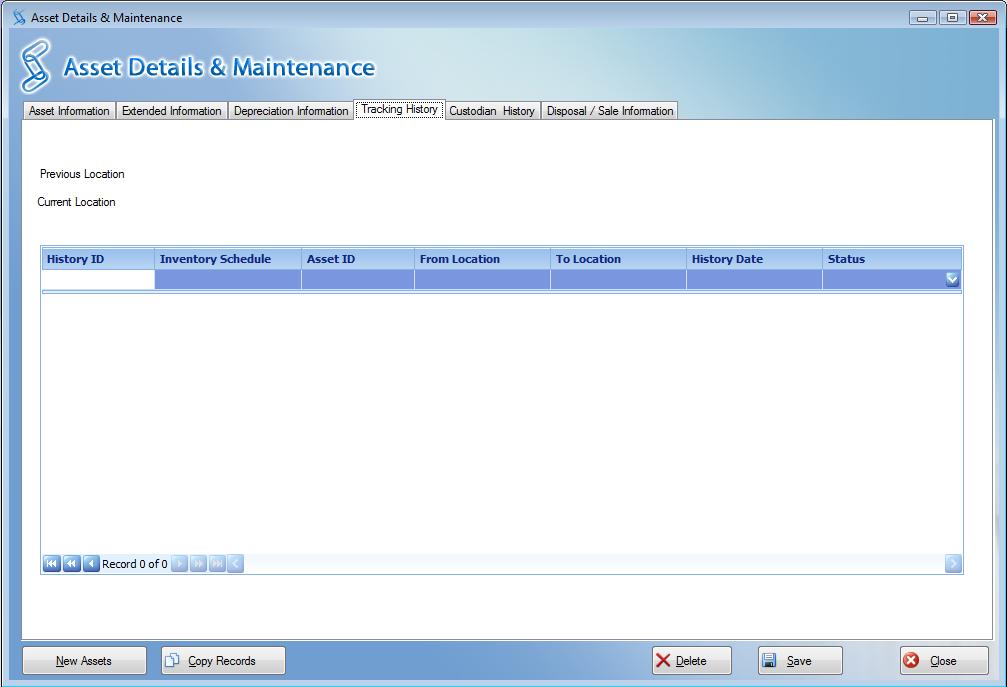 Asset Details & Maintenance
Asset Details & Maintenance
Asset Information Extended Information Depreciation Information Tracking History Custodian History Disposal / Sale Information
Previous Location
Current Location
History ID Inventory Schedule Asset ID From Location To Location History Date Status
Record 0 of 0
New Assets Copy Records Delete Save Close